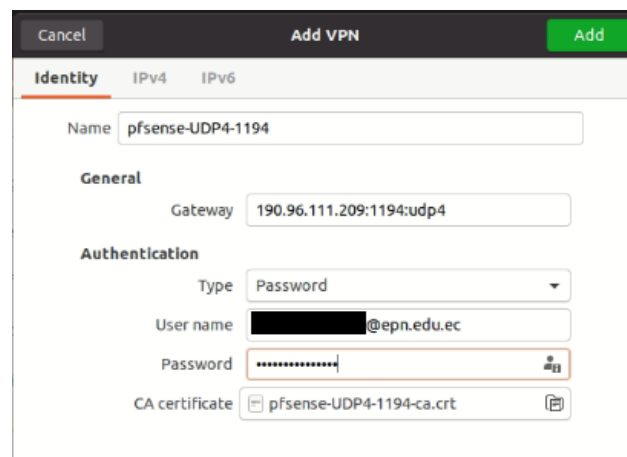 Cancel Add VPN Add
Identity IPv4 IPv6
Name pfsense-UDP4-1194
General
Gateway 190.96.111.209:1194:udp4
Authentication
Type Password
User name @epn.edu.ec
Password •••••••••••••••
CA certificate pfsense-UDP4-1194-ca.crt